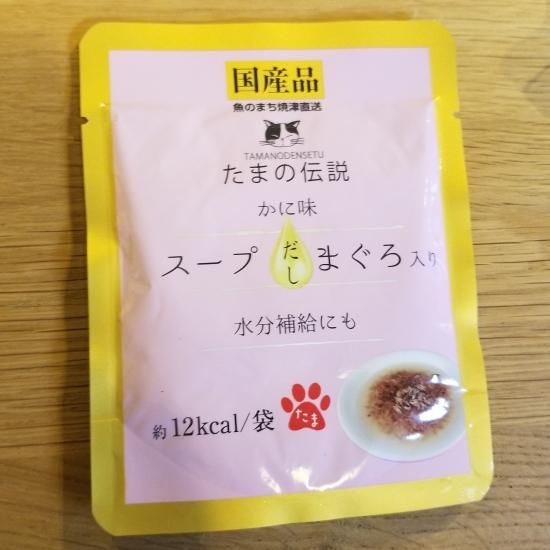 国産品
魚のまち焼津直送
TAMANODENSETU
たまの伝説
かに味
スープ だし まぐろ入り
水分補給にも
約12kcal/袋 たま